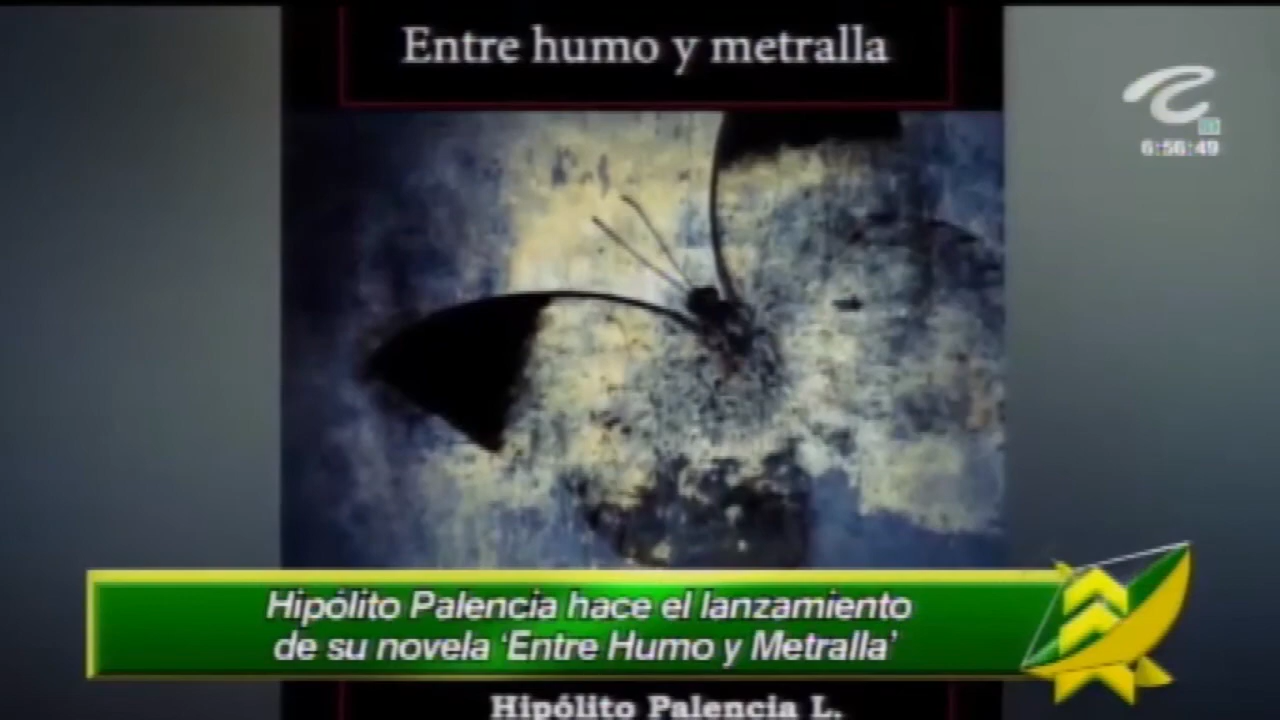 Entre humo y metralla
6:56:49
Hipólito Palencia hace el lanzamiento
de su novela 'Entre Humo y Metralla'
Hipólito Palencia L.